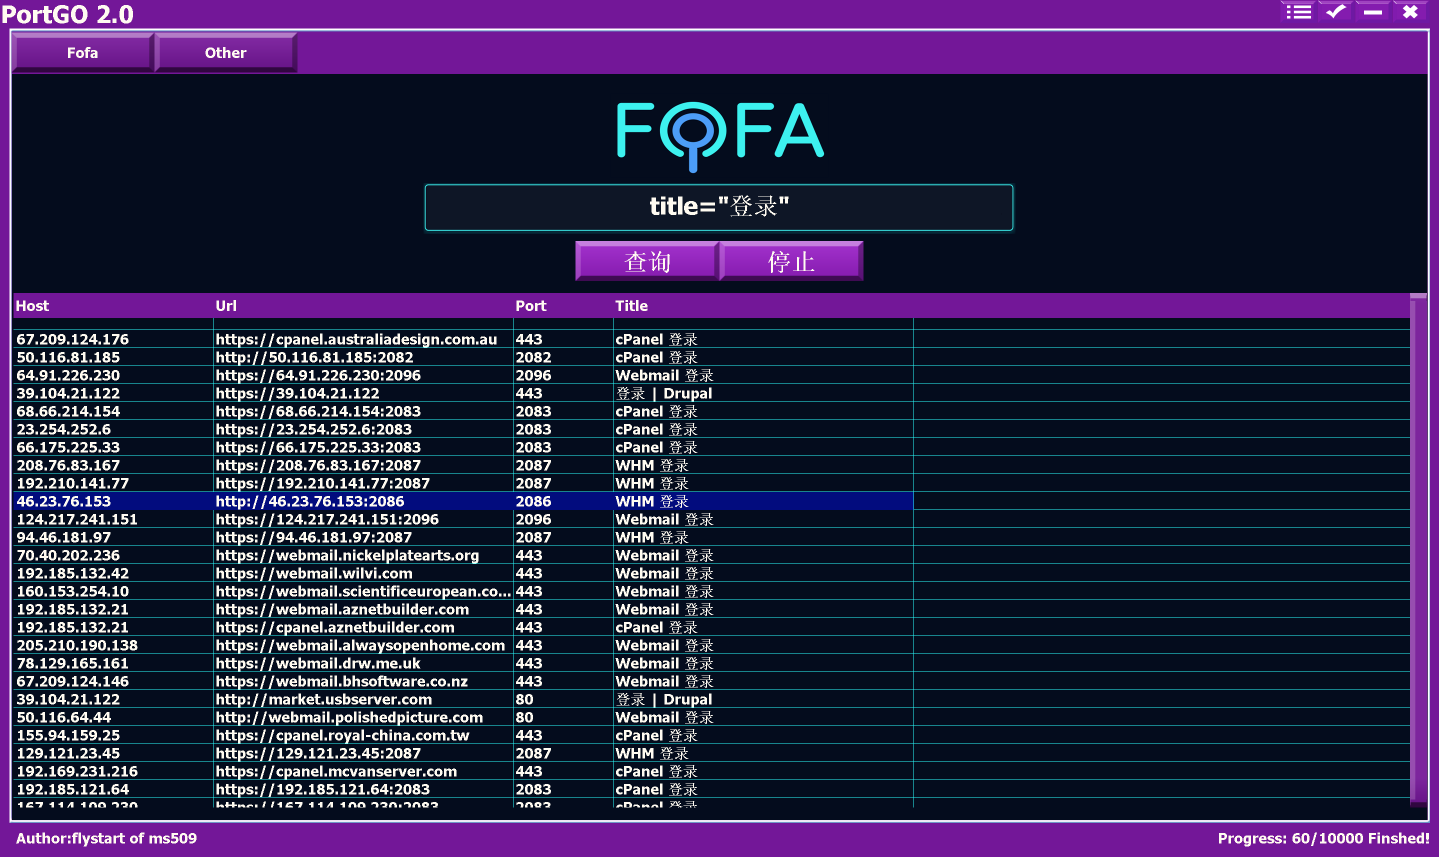 PortGO 2.0
Fofa Other
FOFA
title="登录"
查询 停止
Host Url Port Title
67.209.124.176 https://cpanel.australiadesign.com.au 443 cPanel 登录
50.116.81.185 http://50.116.81.185:2082 2082 cPanel 登录
64.91.226.230 https://64.91.226.230:2096 2096 Webmail 登录
39.104.21.122 https://39.104.21.122 443 登录 | Drupal
68.66.214.154 https://68.66.214.154:2083 2083 cPanel 登录
23.254.252.6 https://23.254.252.6:2083 2083 cPanel 登录
66.175.225.33 https://66.175.225.33:2083 2083 cPanel 登录
208.76.83.167 https://208.76.83.167:2087 2087 WHM 登录
192.210.141.77 https://192.210.141.77:2087 2087 WHM 登录
46.23.76.153 http://46.23.76.153:2086 2086 WHM 登录
124.217.241.151 https://124.217.241.151:2096 2096 Webmail 登录
94.46.181.97 https://94.46.181.97:2087 2087 WHM 登录
70.40.202.236 https://webmail.nickelplatearts.org 443 Webmail 登录
192.185.132.42 https://webmail.wilvi.com 443 Webmail 登录
160.153.254.10 https://webmail.scientificeuropean.co... 443 Webmail 登录
192.185.132.21 https://webmail.aznetbuilder.com 443 Webmail 登录
192.185.132.21 https://cpanel.aznetbuilder.com 443 cPanel 登录
205.210.190.138 https://webmail.alwaysopenhome.com 443 Webmail 登录
78.129.165.161 https://webmail.drw.me.uk 443 Webmail 登录
67.209.124.146 https://webmail.bhsoftware.co.nz 443 Webmail 登录
39.104.21.122 http://market.usbserver.com 80 登录 | Drupal
50.116.64.44 http://webmail.polishedpicture.com 80 Webmail 登录
155.94.159.25 https://cpanel.royal-china.com.tw 443 cPanel 登录
129.121.23.45 https://129.121.23.45:2087 2087 WHM 登录
192.169.231.216 https://cpanel.mcvanserver.com 443 cPanel 登录
192.185.121.64 https://192.185.121.64:2083 2083 cPanel 登录
167.114.109.230 https://167.114.109.230:2083 2083 cPanel 登录
Author:flystart of ms509 Progress: 60/10000 Finshed!